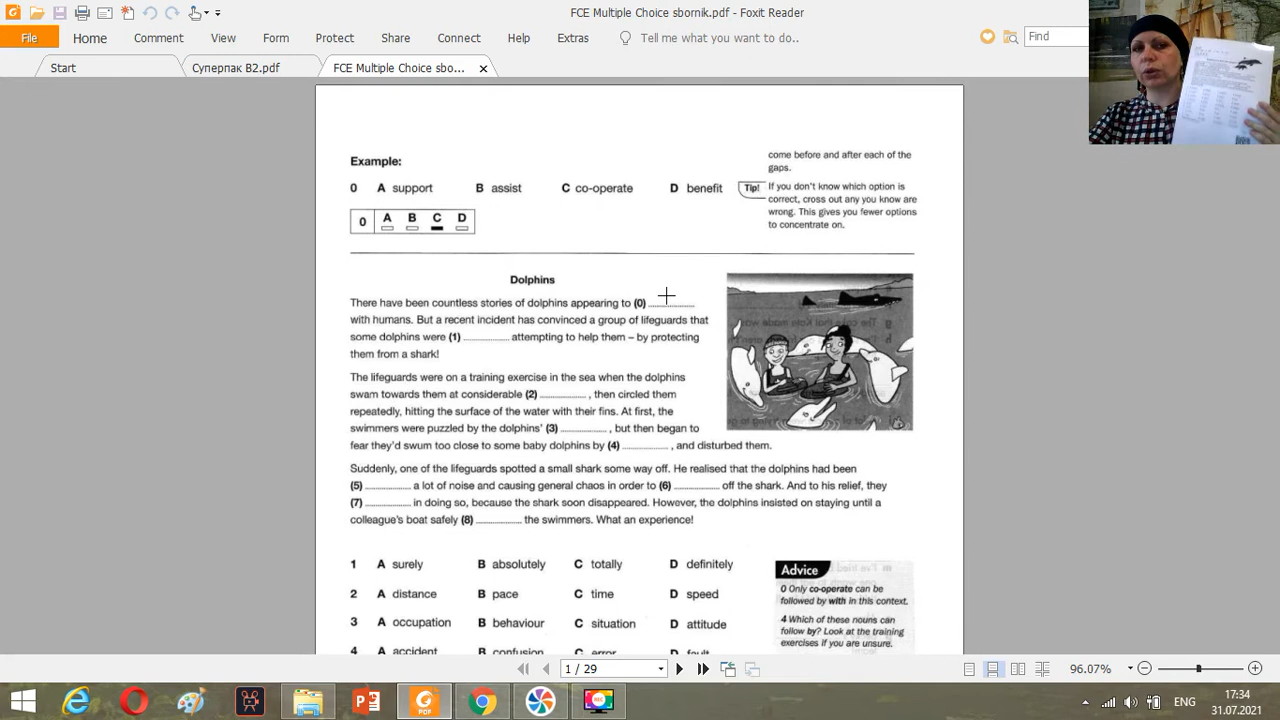 FCE Multiple Choice sbornik.pdf - Foxit Reader
File Home Comment View Form Protect Share Connect Help Extras Tell me what you want to do.. Find
Start Суперпак B2.pdf FCE Multiple Choice sbo...
Example:
0 A support B assist C co-operate D benefit
0 A B C D
come before and after each of the
gaps.
Tip! If you don't know which option is
correct, cross out any you know are
wrong. This gives you fewer options
to concentrate on.
Dolphins
There have been countless stories of dolphins appearing to (0) ................
with humans. But a recent incident has convinced a group of lifeguards that
some dolphins were (1) ................ attempting to help them – by protecting
them from a shark!
The lifeguards were on a training exercise in the sea when the dolphins
swam towards them at considerable (2) ................ , then circled them
repeatedly, hitting the surface of the water with their fins. At first, the
swimmers were puzzled by the dolphins' (3) ................ , but then began to
fear they'd swum too close to some baby dolphins by (4) ................ , and disturbed them.
Suddenly, one of the lifeguards spotted a small shark some way off. He realised that the dolphins had been
(5) ................ a lot of noise and causing general chaos in order to (6) ................ off the shark. And to his relief, they
(7) ................ in doing so, because the shark soon disappeared. However, the dolphins insisted on staying until a
colleague's boat safely (8) ................ the swimmers. What an experience!
1 A surely B absolutely C totally D definitely
2 A distance B pace C time D speed
3 A occupation B behaviour C situation D attitude
4 A accident B confusion C error D fault
Advice
0 Only co-operate can be
followed by with in this context.
4 Which of these nouns can
follow by? Look at the training
exercises if you are unsure.
1 / 29
96.07%
PDF
ENG
17:34
31.07.2021